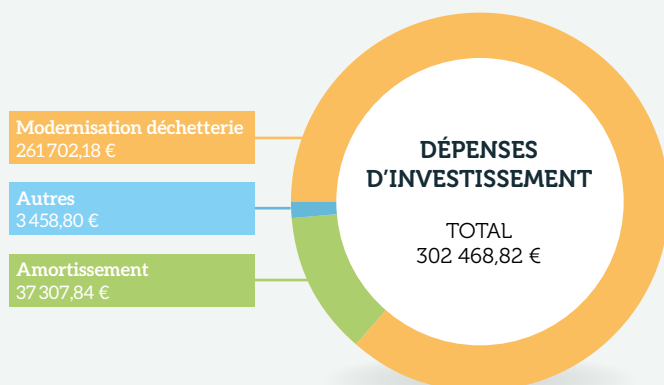 Modernisation déchetterie
261 702,18 €
Autres
3 458,80 €
Amortissement
37 307,84 €
DÉPENSES
D'INVESTISSEMENT
TOTAL
302 468,82 €